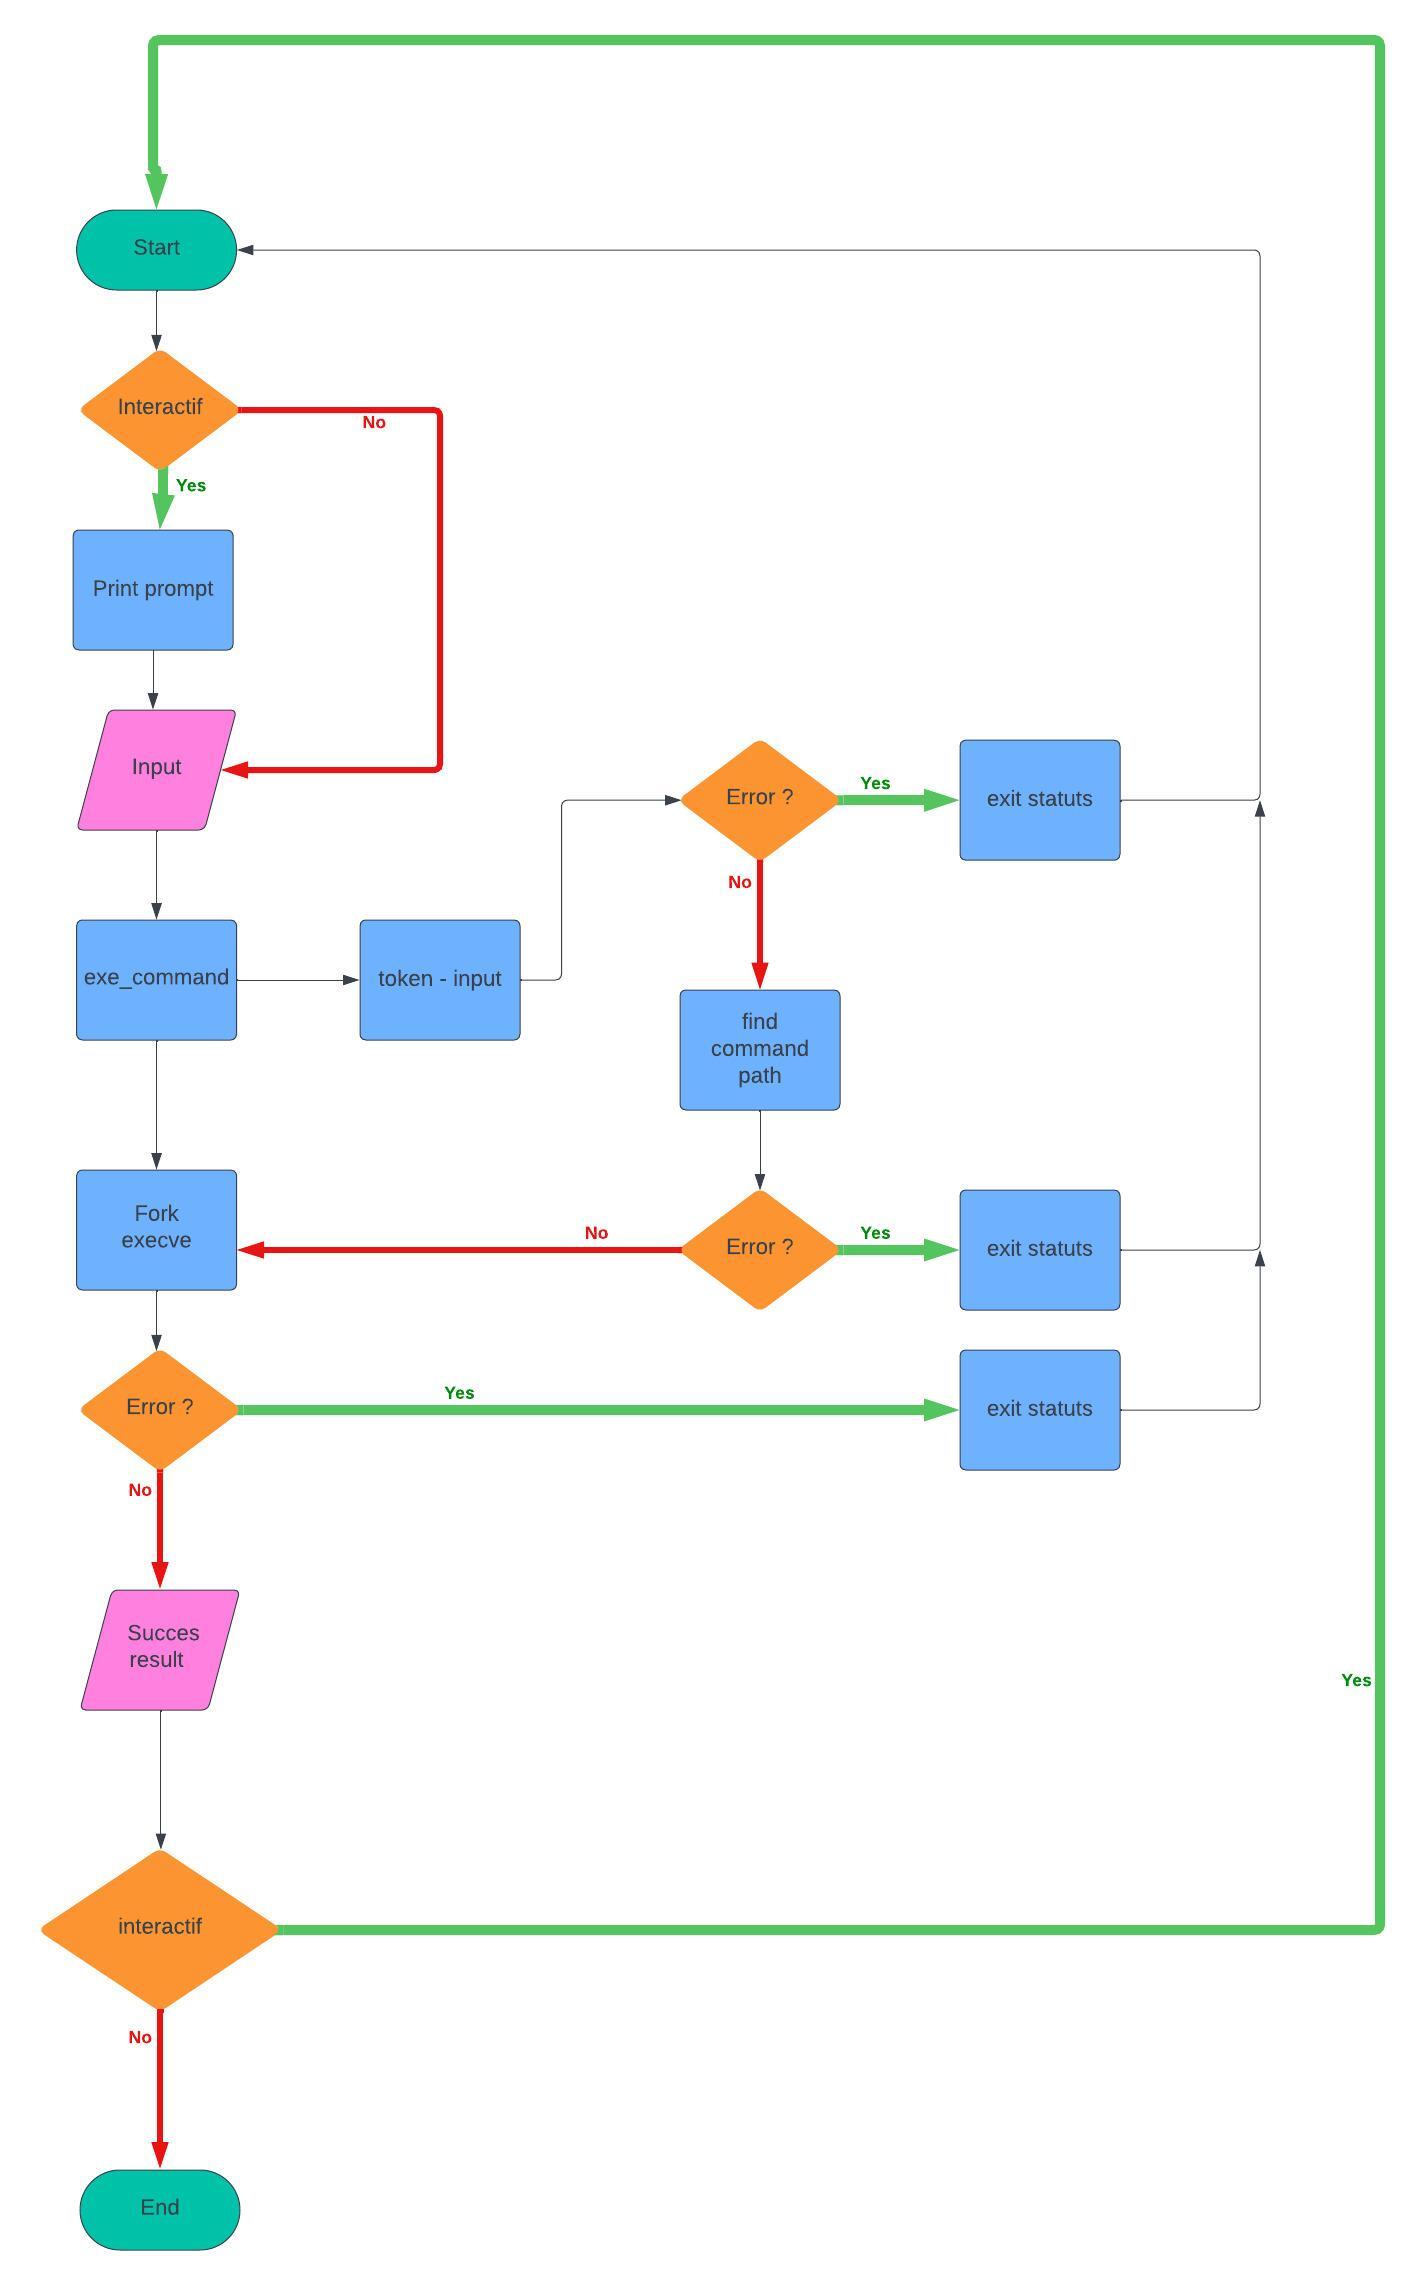 Start
Interactif
No
Yes
Print prompt
Input
Error ?
Yes
exit statuts
No
exe_command
token - input
find
command
path
Fork
execve
No
Error ?
Yes
exit statuts
Error ?
Yes
exit statuts
No
Succes
result
Yes
interactif
No
End